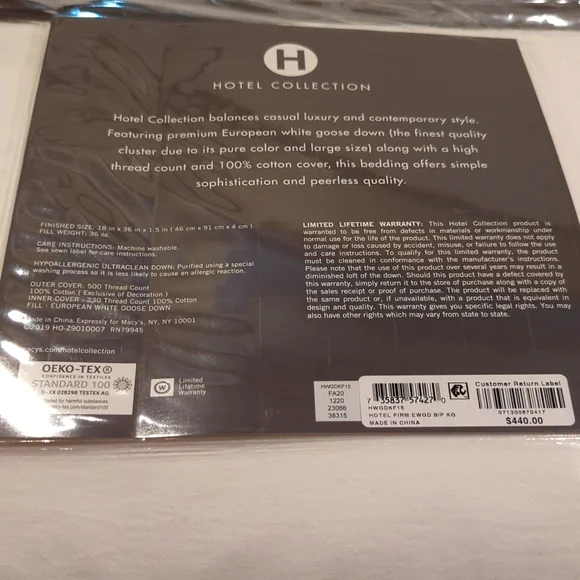 H
HOTEL COLLECTION
Hotel Collection balances casual luxury and contemporary style.
Featuring premium European white goose down (the finest quality
cluster due to its pure color and large size) along with a high
thread count and 100% cotton cover, this bedding offers simple
sophistication and peerless quality.
FINISHED SIZE: 18 in x 36 in x 1.5 in ( 46 cm x 91 cm x 4 cm )
FILL WEIGHT: 36 oz.
CARE INSTRUCTIONS: Machine washable.
See sewn label for care instructions.
HYPOALLERGENIC ULTRACLEAN DOWN: Purified using a special
washing process so it is less likely to cause an allergic reaction.
OUTER COVER: 500 Thread Count
100% Cotton ( Exclusive of Decoration )
INNER COVER : 230 Thread Count 100% Cotton
FILL : EUROPEAN WHITE GOOSE DOWN
Made in China. Expressly for Macy's, NY, NY 10001
©2019 HO-Z9010007 RN79945
macys.com/hotelcollection
LIMITED LIFETIME WARRANTY: This Hotel Collection product is
warranted to be free from defects in materials or workmanship under
normal use for the life of the product. This limited warranty does not apply
to damage or loss caused by accident, misuse, or failure to follow the use
and care instructions. To qualify for this limited warranty, the product
must be cleaned in conformance with the manufacturer's instructions.
Please note that the use of this product over several years may result in a
diminished loft of the down. Should this product have a defect covered by
this warranty, simply return it to the store of purchase along with a copy of
the sales receipt or proof of purchase. The product will be replaced with
the same product or, if unavailable, with a product that is equivalent in
design and quality. This warranty gives you specific legal rights. You may
also have other rights which may vary from state to state.
OEKO-TEX®
CONFIDENCE IN TEXTILES
STANDARD 100
028298 TESTEX AG
Tested for harmful substances.
www.oeko-tex.com/standard100
W
Limited
Lifetime
Warranty
HWGDKF15
FA20
1220
23066
38315
7 35837 57427 0
HWGDKF15
HOTEL FIRM EWGD B/P KG
MADE IN CHINA
Customer Return Label
071300870417
$440.00